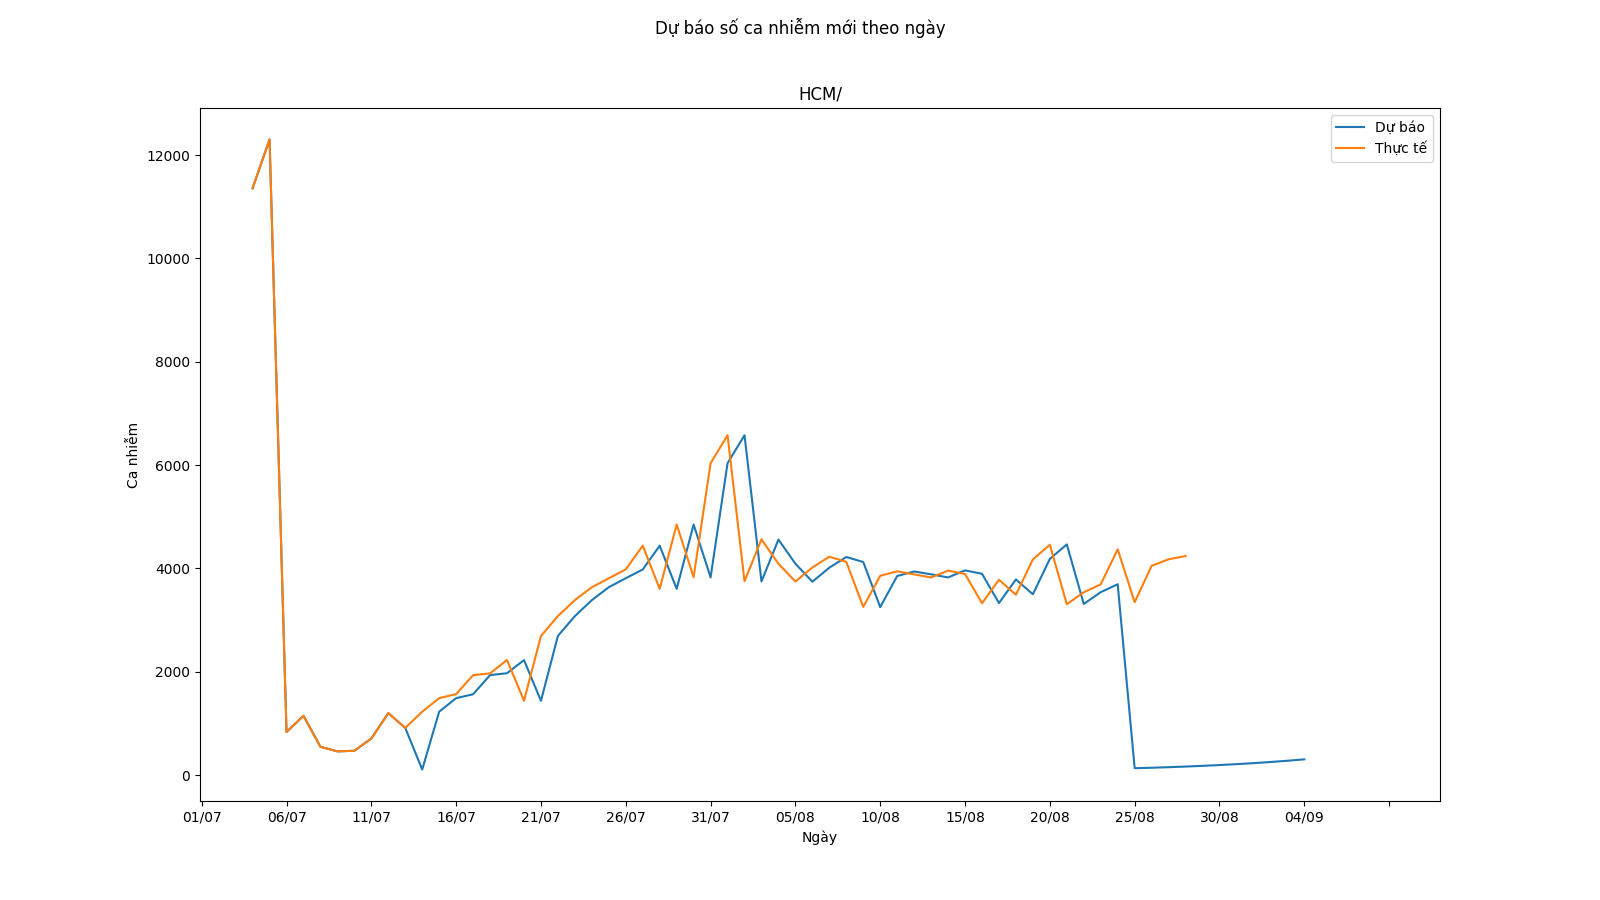 Dự báo số ca nhiễm mới theo ngày
HCM/
Dự báo
Thực tế
12000
10000
8000
6000
4000
2000
0
Ca nhiễm
01/07 06/07 11/07 16/07 21/07 26/07 31/07 05/08 10/08 15/08 20/08 25/08 30/08 04/09
Ngày